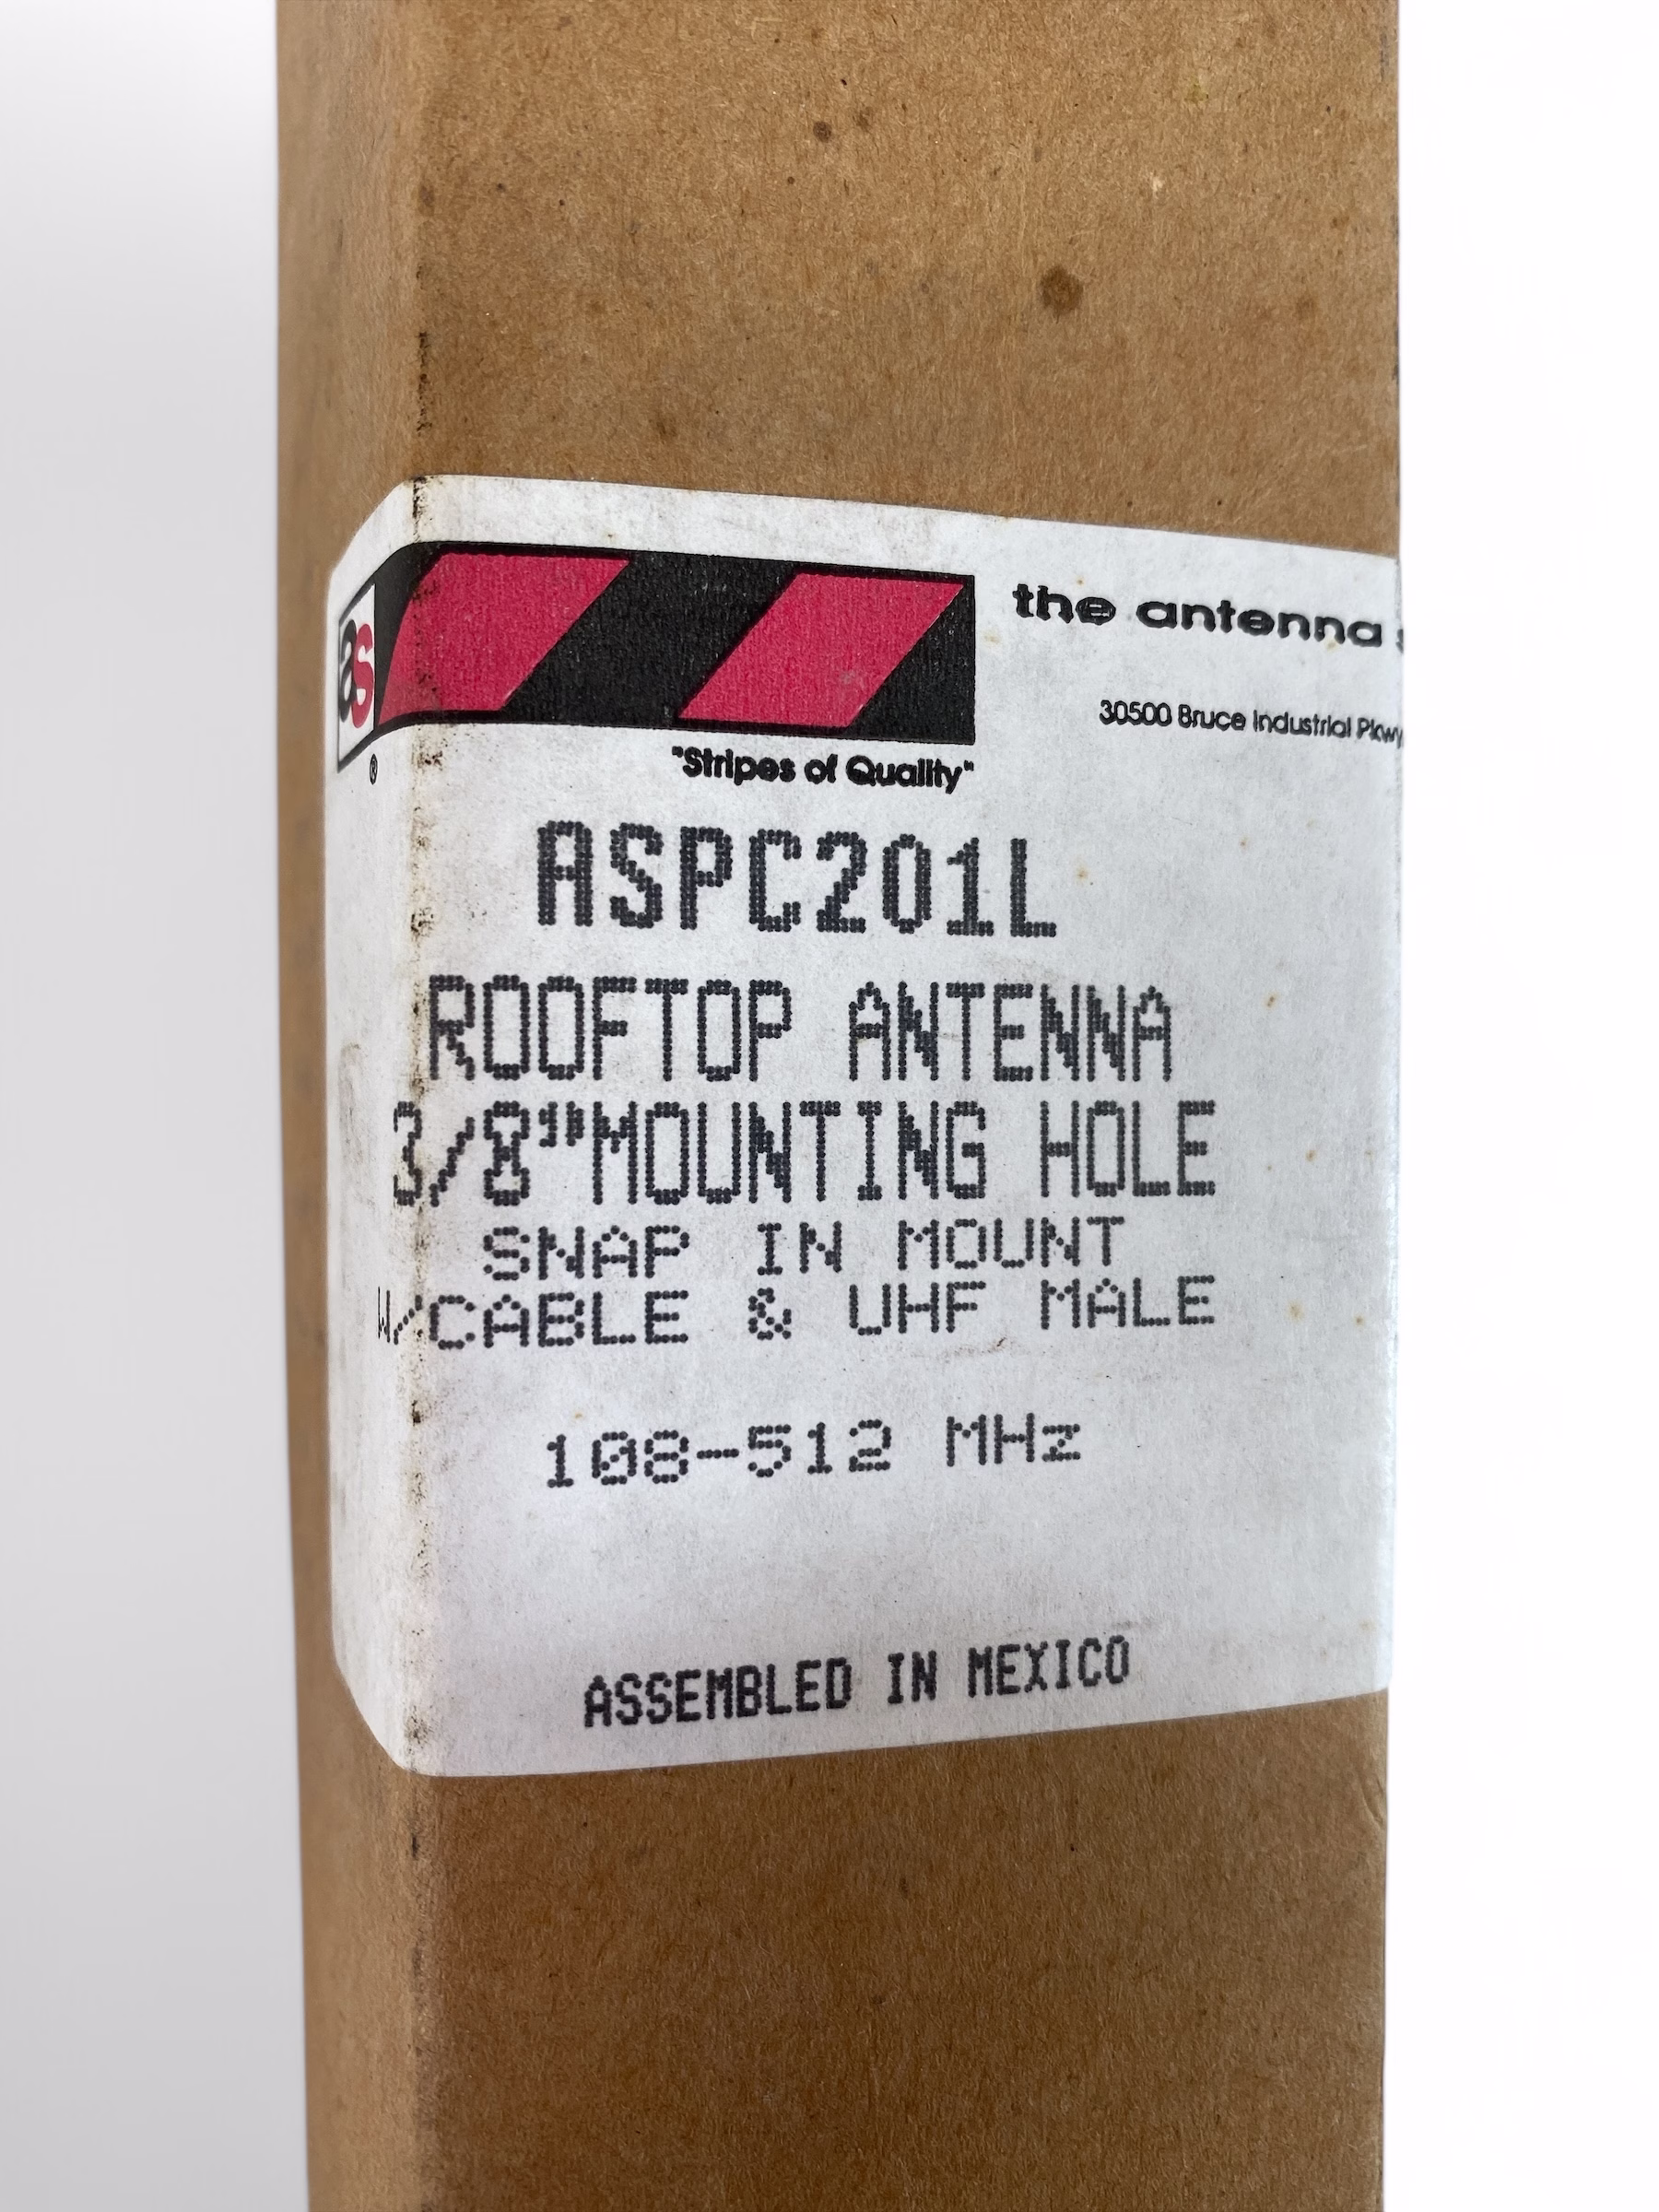 as
®
the antenna
30500 Bruce Industrial Pkwy
"Stripes of Quality"
ASPC201L
ROOFTOP ANTENNA
3/8"MOUNTING HOLE
SNAP IN MOUNT
W/CABLE & UHF MALE
108-512 MHz
ASSEMBLED IN MEXICO